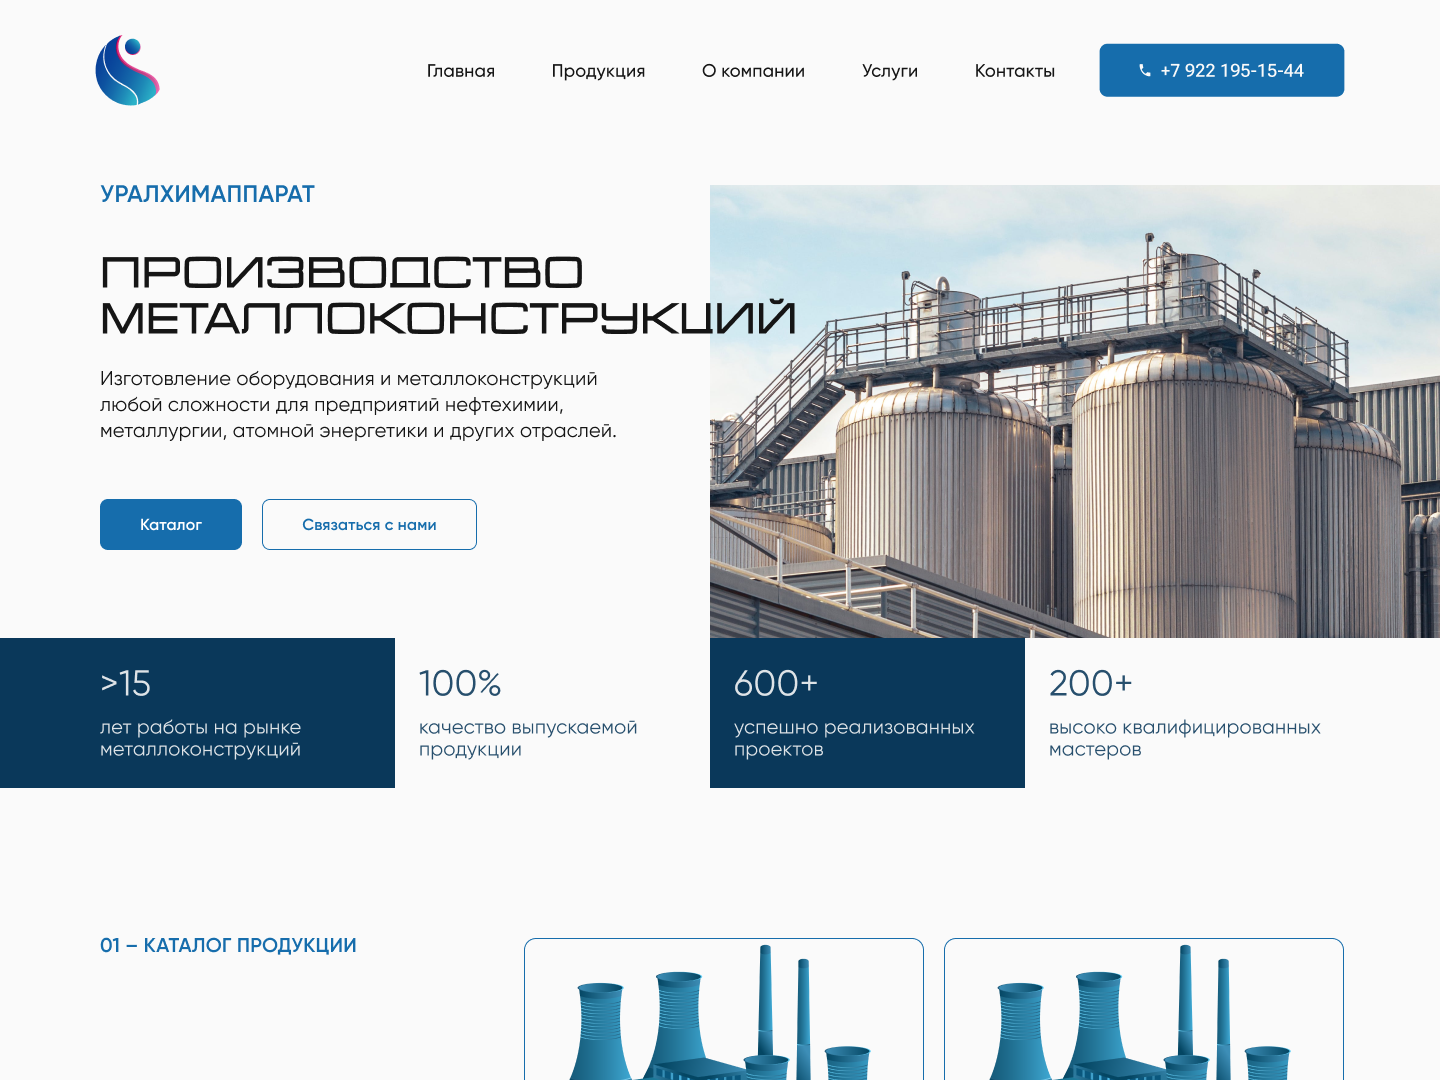 Главная
Продукция
О компании
Услуги
Контакты
+7 922 195-15-44
УРАЛХИМАППАРАТ
ПРОИЗВОДСТВО
МЕТАЛЛОКОНСТРУКЦИЙ
Изготовление оборудования и металлоконструкций
любой сложности для предприятий нефтехимии,
металлургии, атомной энергетики и других отраслей.
Каталог
Связаться с нами
>15
лет работы на рынке
металлоконструкций
100%
качество выпускаемой
продукции
600+
успешно реализованных
проектов
200+
высоко квалифицированных
мастеров
01 – КАТАЛОГ ПРОДУКЦИИ